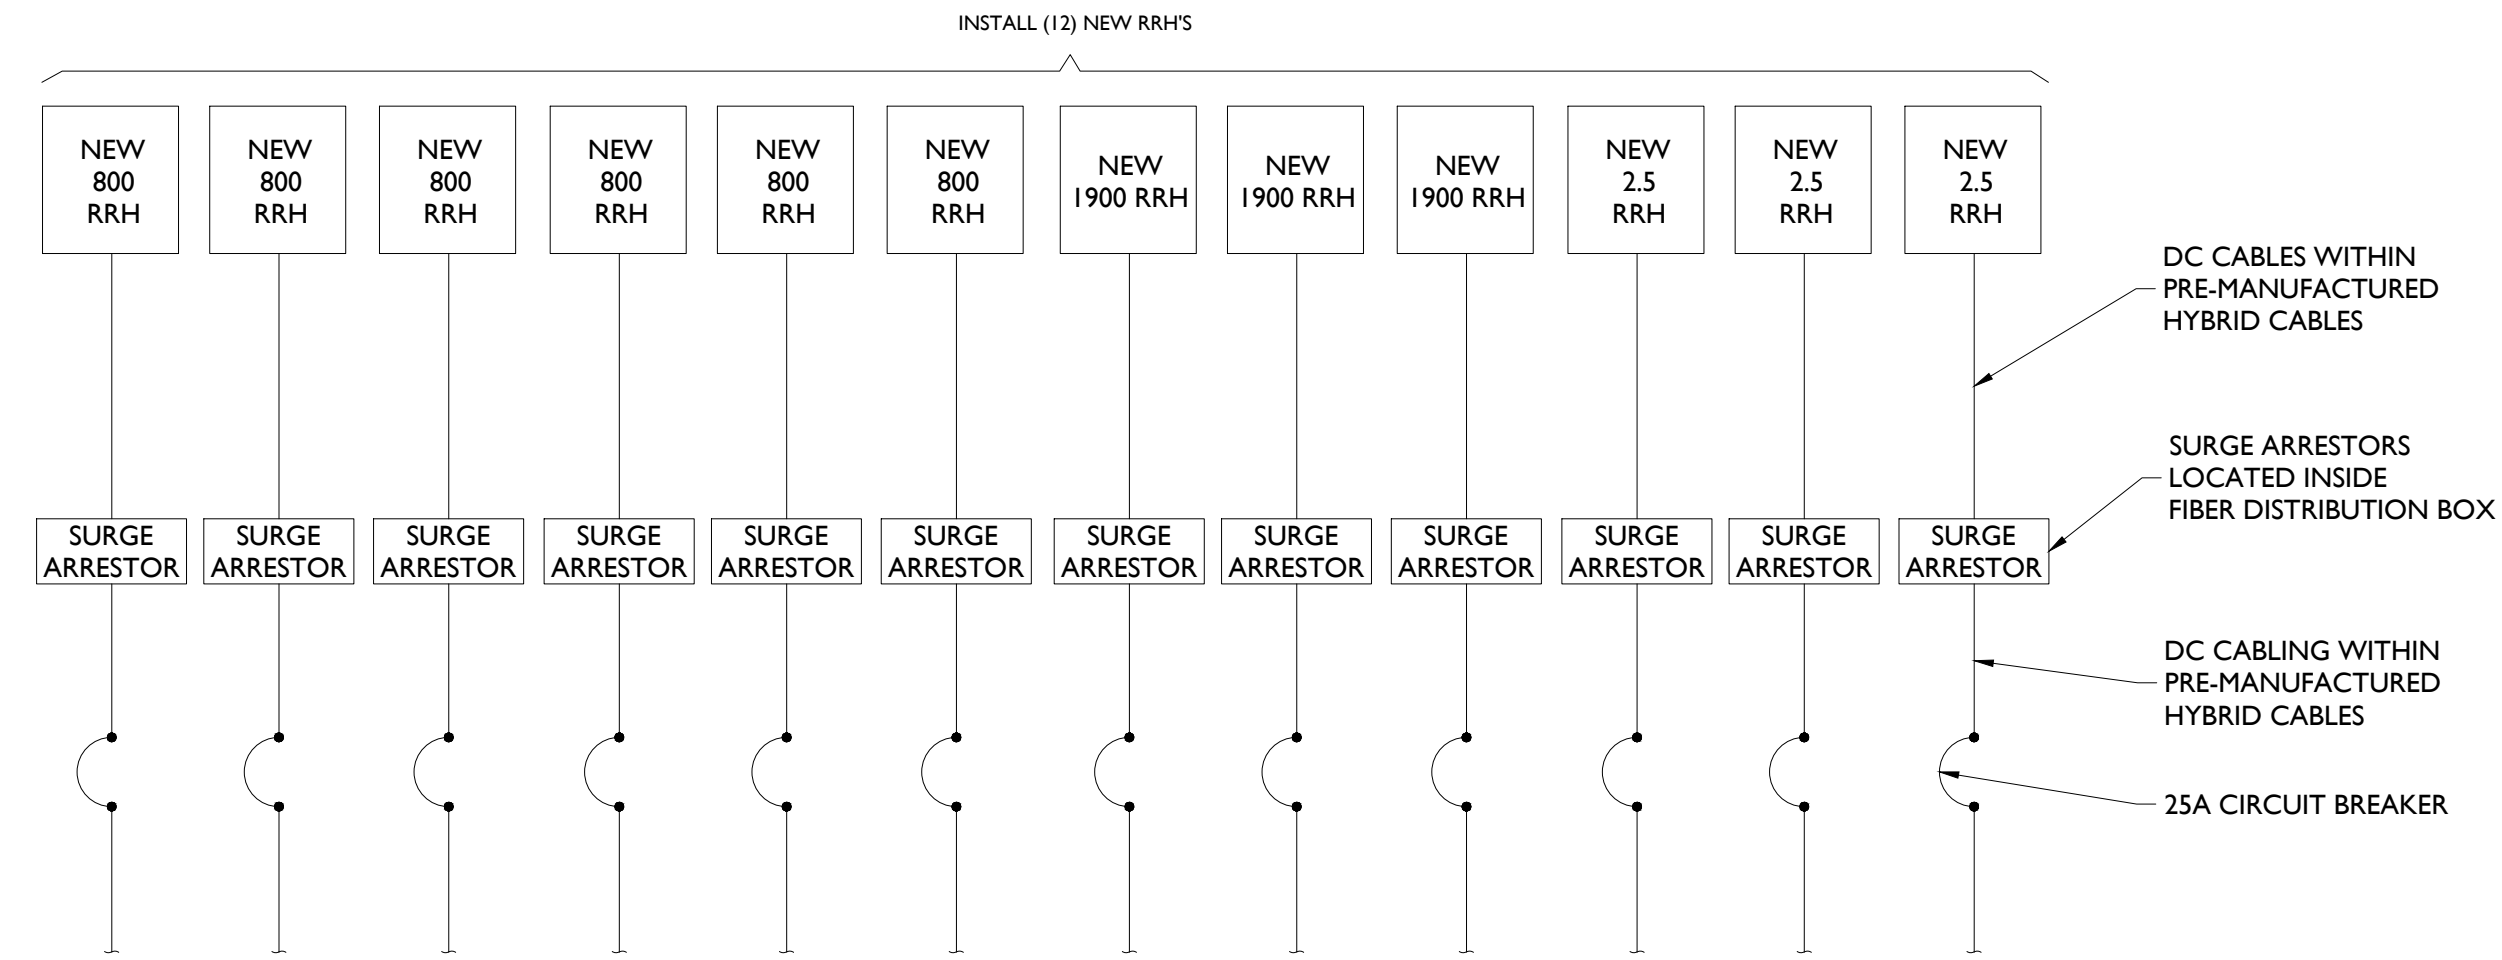 INSTALL (12) NEW RRH'S
NEW
800
RRH
NEW
800
RRH
NEW
800
RRH
NEW
800
RRH
NEW
800
RRH
NEW
800
RRH
NEW
1900 RRH
NEW
1900 RRH
NEW
1900 RRH
NEW
2.5
RRH
NEW
2.5
RRH
NEW
2.5
RRH
DC CABLES WITHIN
PRE-MANUFACTURED
HYBRID CABLES
SURGE ARRESTORS
LOCATED INSIDE
FIBER DISTRIBUTION BOX
SURGE
ARRESTOR
SURGE
ARRESTOR
SURGE
ARRESTOR
SURGE
ARRESTOR
SURGE
ARRESTOR
SURGE
ARRESTOR
SURGE
ARRESTOR
SURGE
ARRESTOR
SURGE
ARRESTOR
SURGE
ARRESTOR
SURGE
ARRESTOR
SURGE
ARRESTOR
DC CABLING WITHIN
PRE-MANUFACTURED
HYBRID CABLES
25A CIRCUIT BREAKER